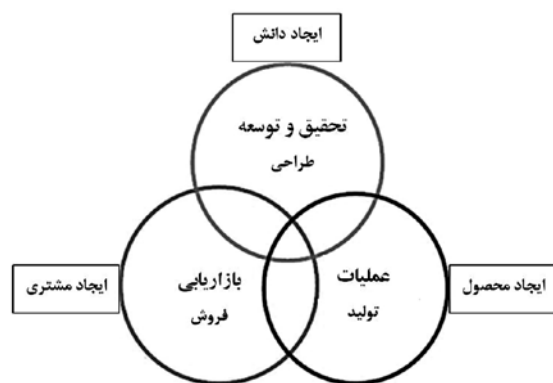 ایجاد دانش
تحقیق و توسعه
طراحی
ایجاد محصول
عملیات
تولید
بازاریابی
فروش
ایجاد مشتری